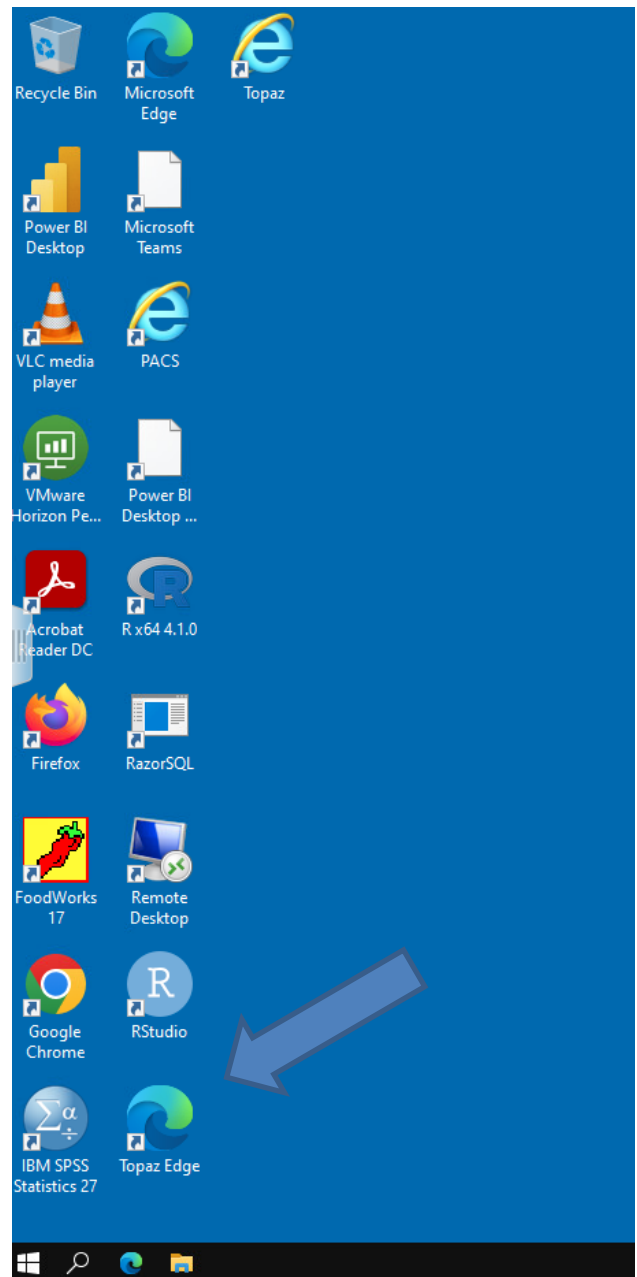 Recycle Bin
Microsoft
Edge
Topaz
Power BI
Desktop
Microsoft
Teams
VLC media
player
PACS
VMware
Horizon Pe...
Power BI
Desktop ...
Acrobat
Reader DC
R x64 4.1.0
Firefox
RazorSQL
FoodWorks
17
Remote
Desktop
Google
Chrome
R
RStudio
Σα
÷
IBM SPSS
Statistics 27
Topaz Edge